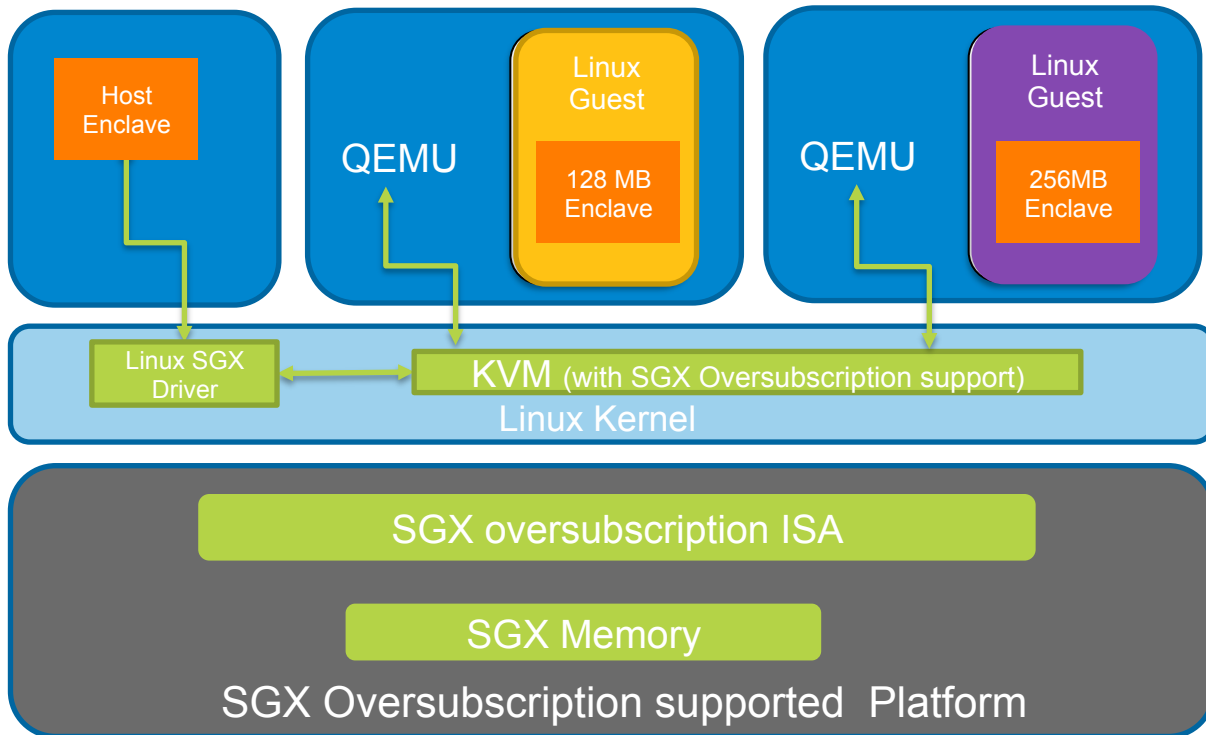 Host
Enclave
QEMU
Linux
Guest
128 MB
Enclave
QEMU
Linux
Guest
256MB
Enclave
Linux SGX
Driver
KVM (with SGX Oversubscription support)
Linux Kernel
SGX oversubscription ISA
SGX Memory
SGX Oversubscription supported  Platform